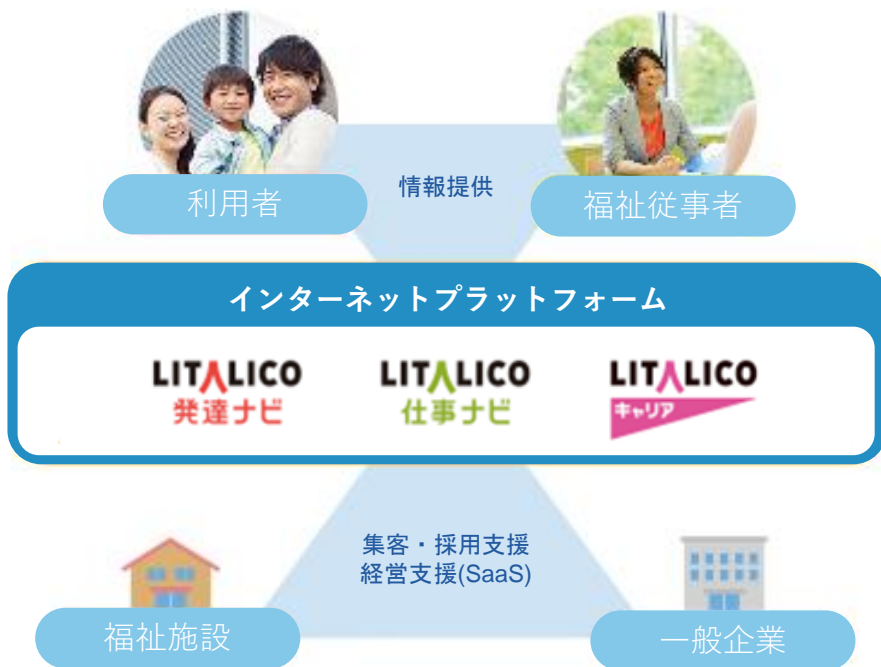 利用者
情報提供
福祉従事者
インターネットプラットフォーム
LITALICO
発達ナビ
LITALICO
仕事ナビ
LITALICO
キャリア
集客・採用支援
経営支援(SaaS)
福祉施設
一般企業